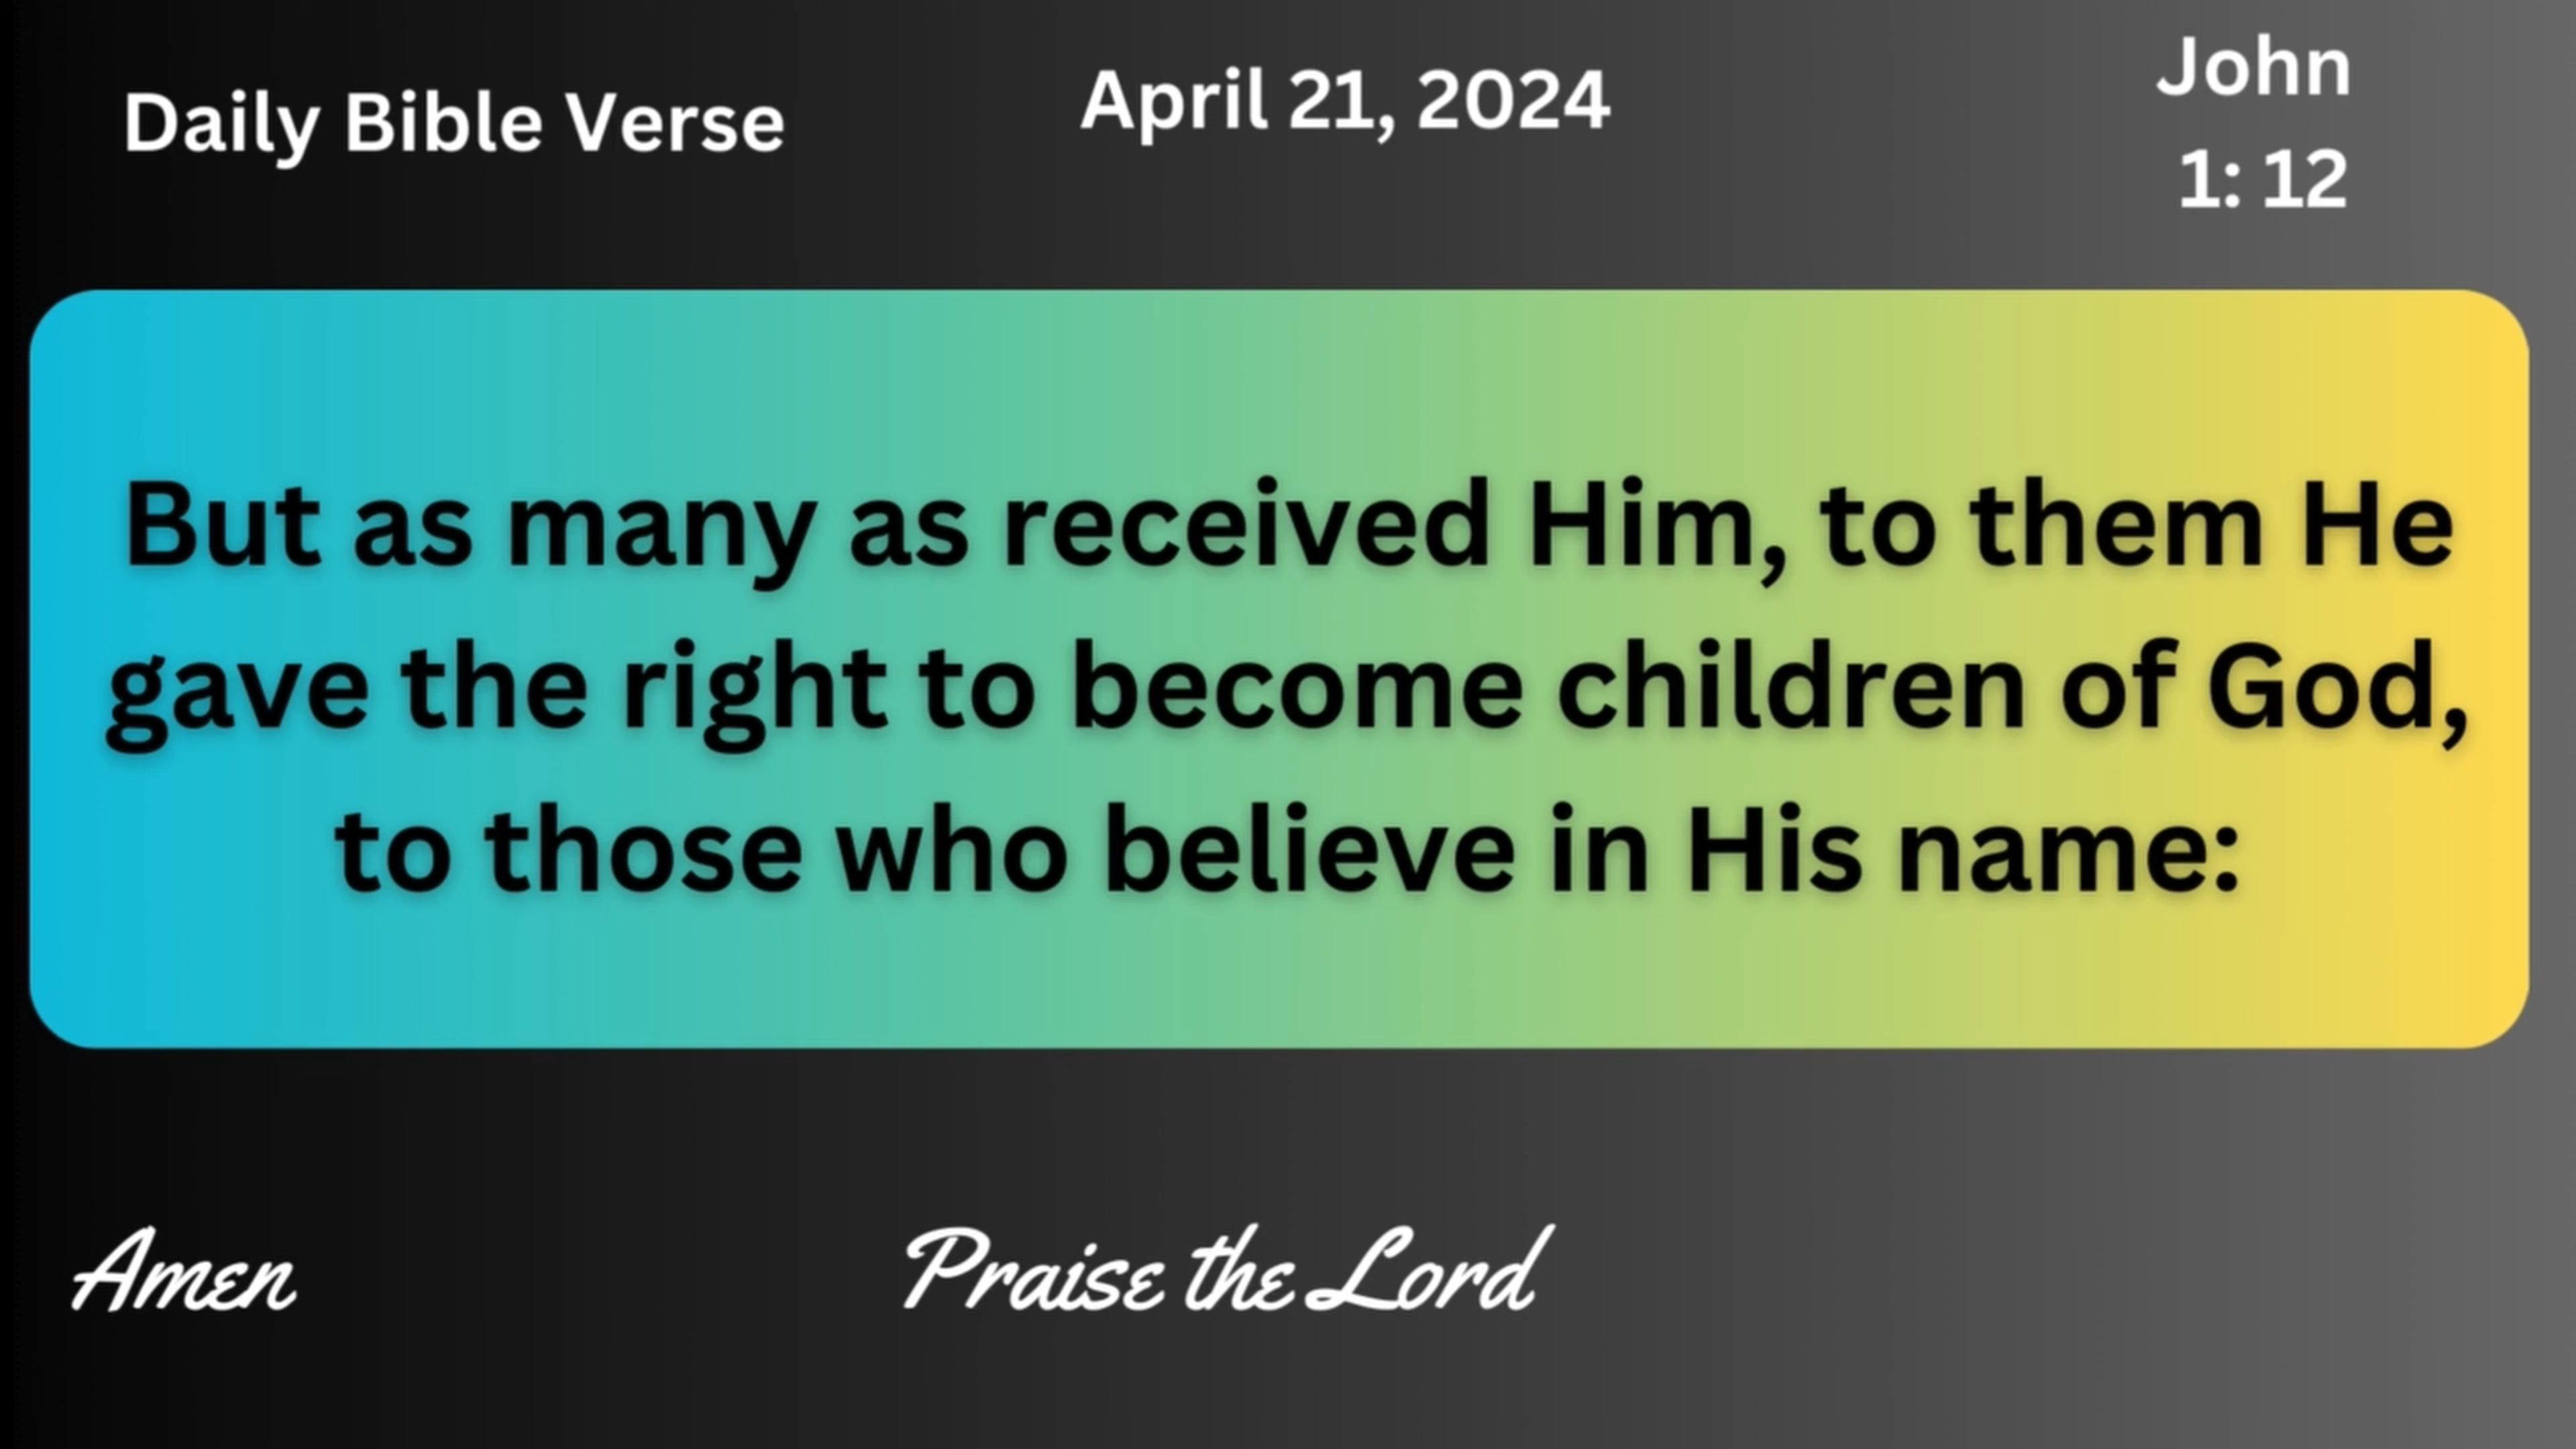 Daily Bible Verse
April 21, 2024
John
1: 12
But as many as received Him, to them He
gave the right to become children of God,
to those who believe in His name:
Amen
Praise the Lord